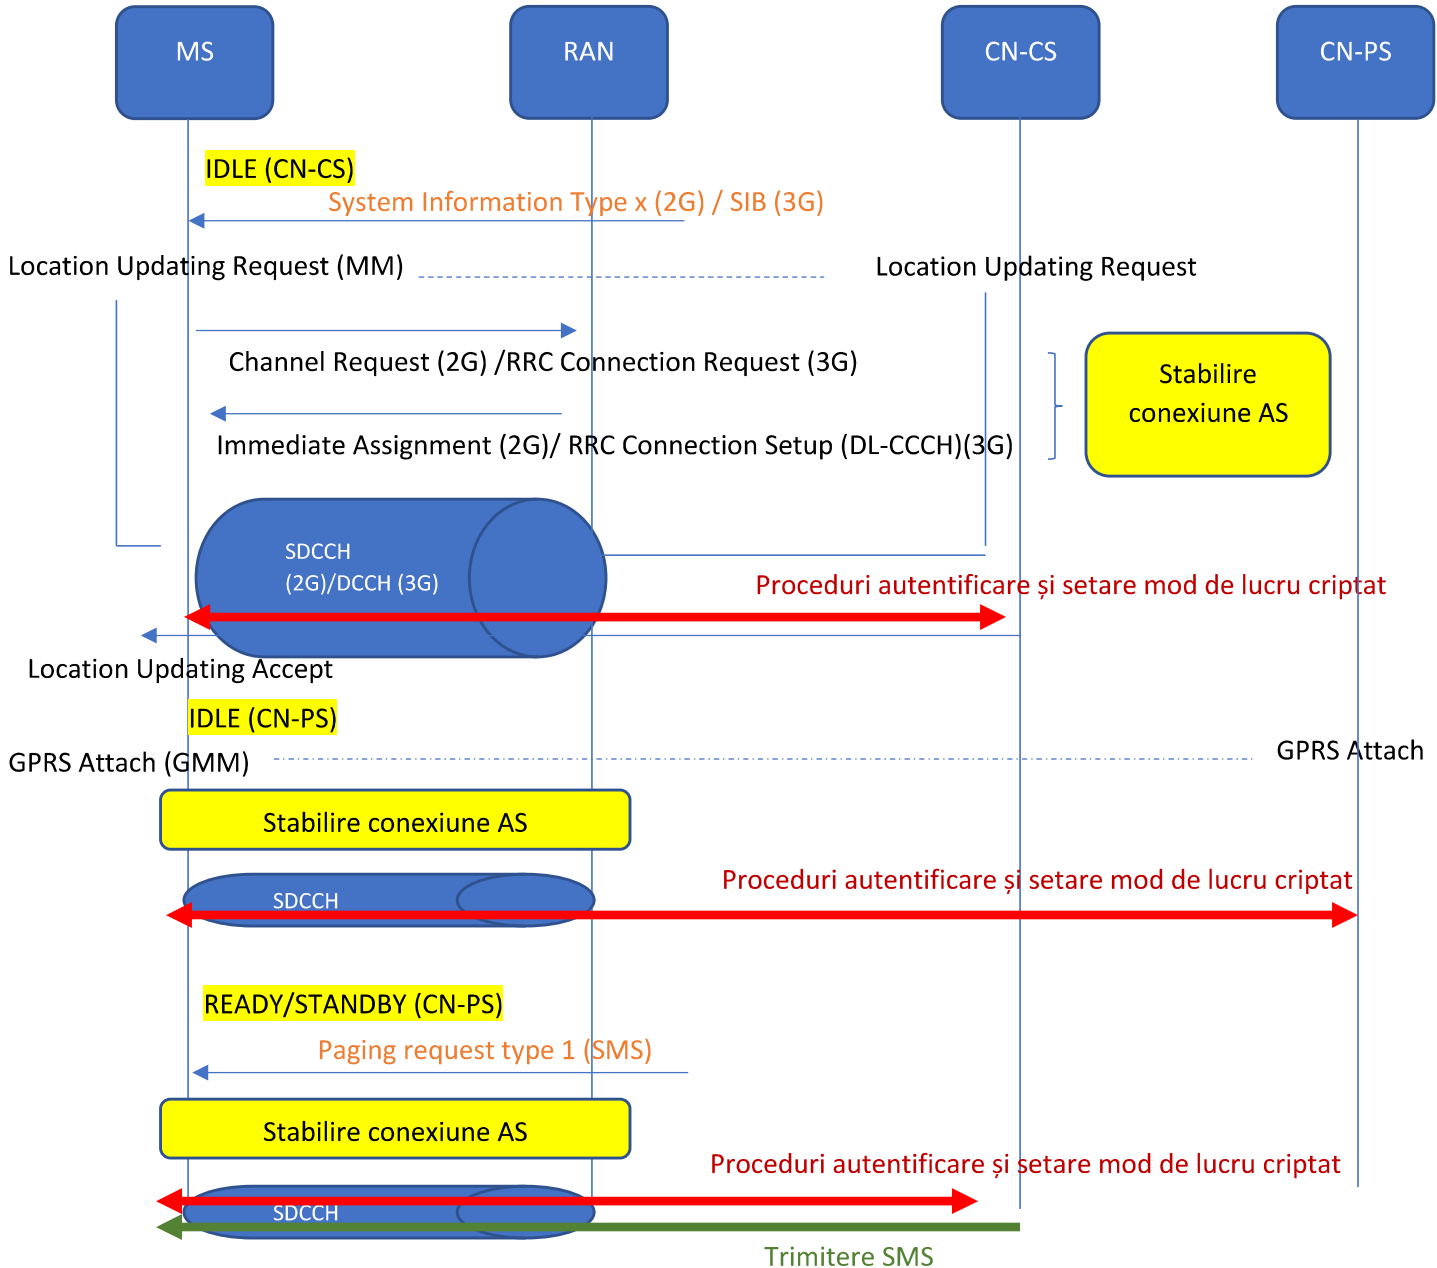 MS
RAN
CN-CS
CN-PS
IDLE (CN-CS)
System Information Type x (2G) / SIB (3G)
Location Updating Request (MM)
Location Updating Request
Channel Request (2G) /RRC Connection Request (3G)
Stabilire
conexiune AS
Immediate Assignment (2G)/ RRC Connection Setup (DL-CCCH)(3G)
SDCCH
(2G)/DCCH (3G)
Proceduri autentificare și setare mod de lucru criptat
Location Updating Accept
IDLE (CN-PS)
GPRS Attach (GMM)
GPRS Attach
Stabilire conexiune AS
Proceduri autentificare și setare mod de lucru criptat
SDCCH
READY/STANDBY (CN-PS)
Paging request type 1 (SMS)
Stabilire conexiune AS
Proceduri autentificare și setare mod de lucru criptat
SDCCH
Trimitere SMS